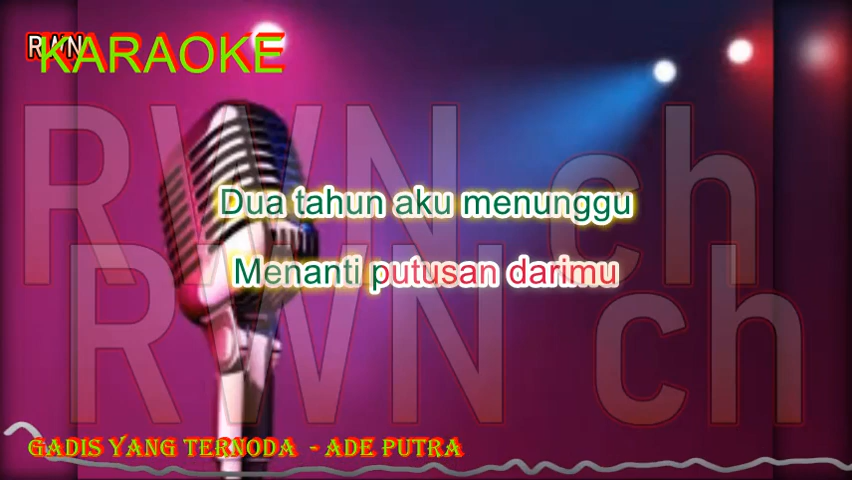 RWN
KARAOKE
RWN ch
Dua tahun aku menunggu
Menanti putusan darimu
RWN ch
GADIS YANG TERNODA - ADE PUTRA